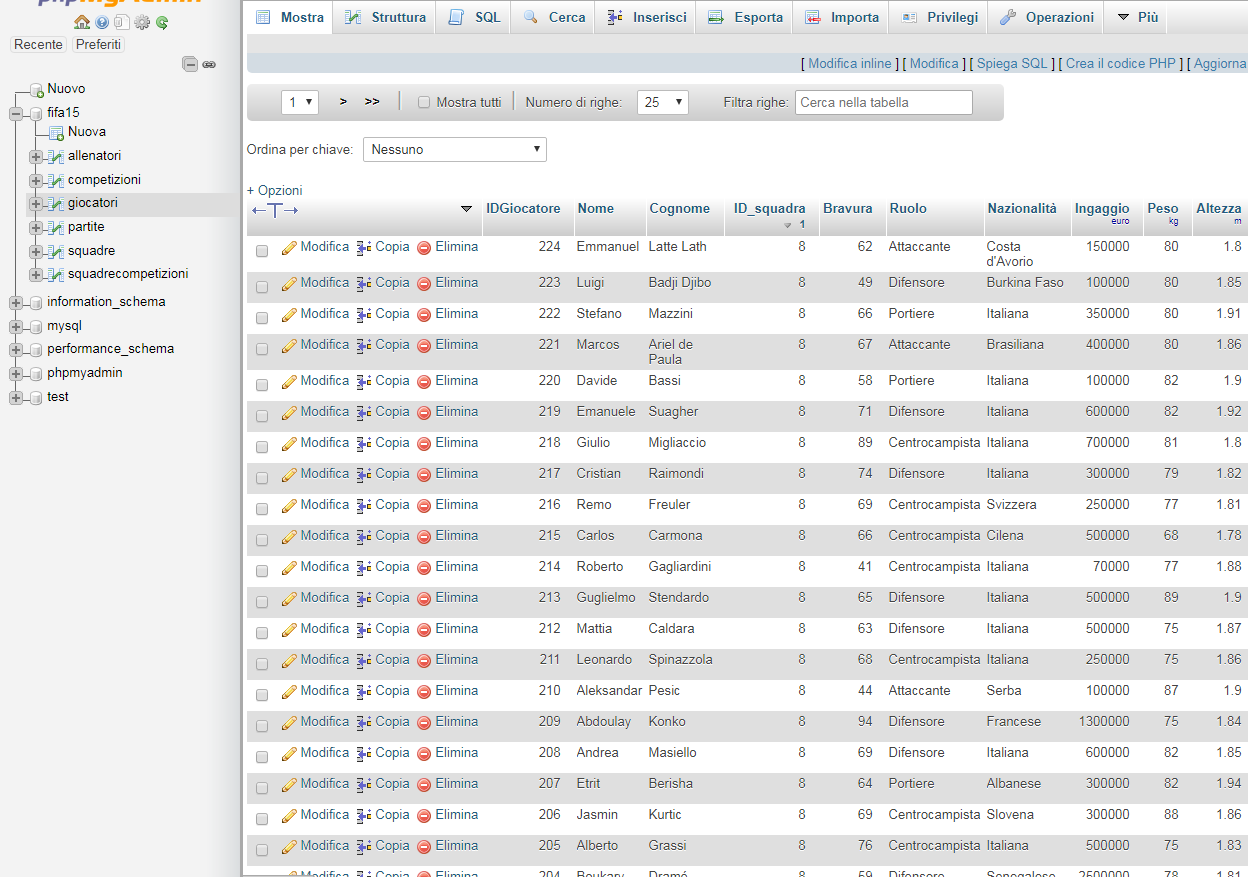 phpMyAdmin
Recente Preferiti
Nuovo
fifa15
Nuova
allenatori
competizioni
giocatori
partite
squadre
squadrecompetizioni
information_schema
mysql
performance_schema
phpmyadmin
test
Mostra Struttura SQL Cerca Inserisci Esporta Importa Privilegi Operazioni Più
[ Modifica inline ] [ Modifica ] [ Spiega SQL ] [ Crea il codice PHP ] [ Aggiorna
1 > >> Mostra tutti Numero di righe: 25 Filtra righe: Cerca nella tabella
Ordina per chiave: Nessuno
+ Opzioni
←T→ IDGiocatore Nome Cognome ID_squadra 1 Bravura Ruolo Nazionalità Ingaggio euro Peso kg Altezza m
Modifica Copia Elimina 224 Emmanuel Latte Lath 8 62 Attaccante Costa d'Avorio 150000 80 1.8
Modifica Copia Elimina 223 Luigi Badji Djibo 8 49 Difensore Burkina Faso 100000 80 1.85
Modifica Copia Elimina 222 Stefano Mazzini 8 66 Portiere Italiana 350000 80 1.91
Modifica Copia Elimina 221 Marcos Ariel de Paula 8 67 Attaccante Brasiliana 400000 80 1.86
Modifica Copia Elimina 220 Davide Bassi 8 58 Portiere Italiana 100000 82 1.9
Modifica Copia Elimina 219 Emanuele Suagher 8 71 Difensore Italiana 600000 82 1.92
Modifica Copia Elimina 218 Giulio Migliaccio 8 89 Centrocampista Italiana 700000 81 1.8
Modifica Copia Elimina 217 Cristian Raimondi 8 74 Difensore Italiana 300000 79 1.82
Modifica Copia Elimina 216 Remo Freuler 8 69 Centrocampista Svizzera 250000 77 1.81
Modifica Copia Elimina 215 Carlos Carmona 8 66 Centrocampista Cilena 500000 68 1.78
Modifica Copia Elimina 214 Roberto Gagliardini 8 41 Centrocampista Italiana 70000 77 1.88
Modifica Copia Elimina 213 Guglielmo Stendardo 8 65 Difensore Italiana 500000 89 1.9
Modifica Copia Elimina 212 Mattia Caldara 8 63 Difensore Italiana 500000 75 1.87
Modifica Copia Elimina 211 Leonardo Spinazzola 8 68 Centrocampista Italiana 250000 75 1.86
Modifica Copia Elimina 210 Aleksandar Pesic 8 44 Attaccante Serba 100000 87 1.9
Modifica Copia Elimina 209 Abdoulay Konko 8 94 Difensore Francese 1300000 75 1.84
Modifica Copia Elimina 208 Andrea Masiello 8 69 Difensore Italiana 600000 82 1.85
Modifica Copia Elimina 207 Etrit Berisha 8 64 Portiere Albanese 300000 82 1.94
Modifica Copia Elimina 206 Jasmin Kurtic 8 69 Centrocampista Slovena 300000 88 1.86
Modifica Copia Elimina 205 Alberto Grassi 8 76 Centrocampista Italiana 500000 75 1.83
Modifica Copia Elimina 204 Boukary Dramé 8 59 Difensore Senegalese 2500000 78 1.81